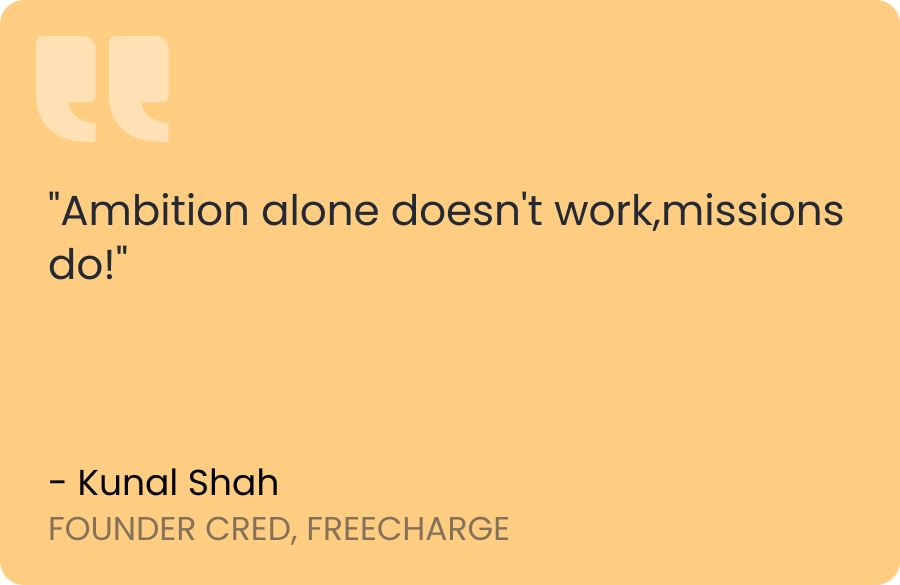 "Ambition alone doesn't work,missions
do!"
- Kunal Shah
FOUNDER CRED, FREECHARGE